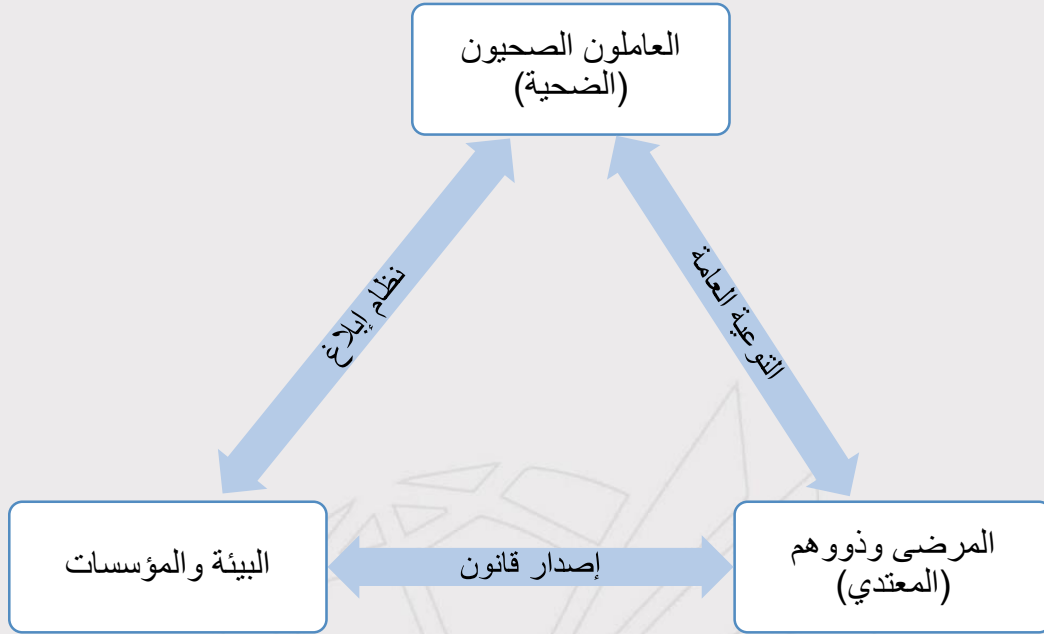 العاملون الصحيون
(الضحية)
نظام إبلاغ
التوعية العامة
البيئة والمؤسسات
إصدار قانون
المرضى وذووهم
(المعتدي)